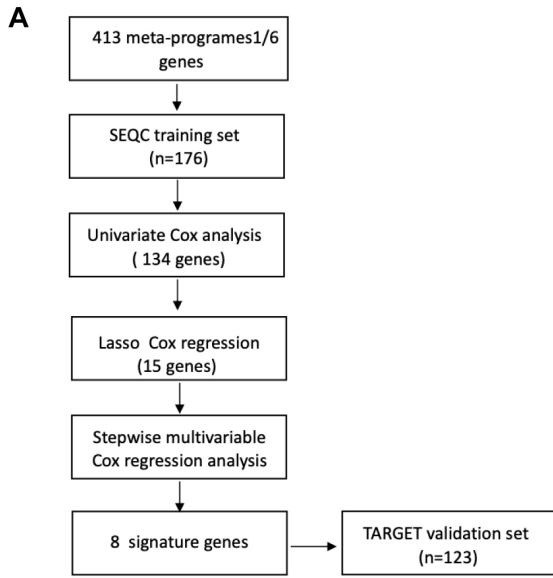 A
413 meta-programes1/6
genes
SEQC training set
(n=176)
Univariate Cox analysis
( 134 genes)
Lasso  Cox regression
(15 genes)
Stepwise multivariable
Cox regression analysis
8  signature genes
TARGET validation set
(n=123)